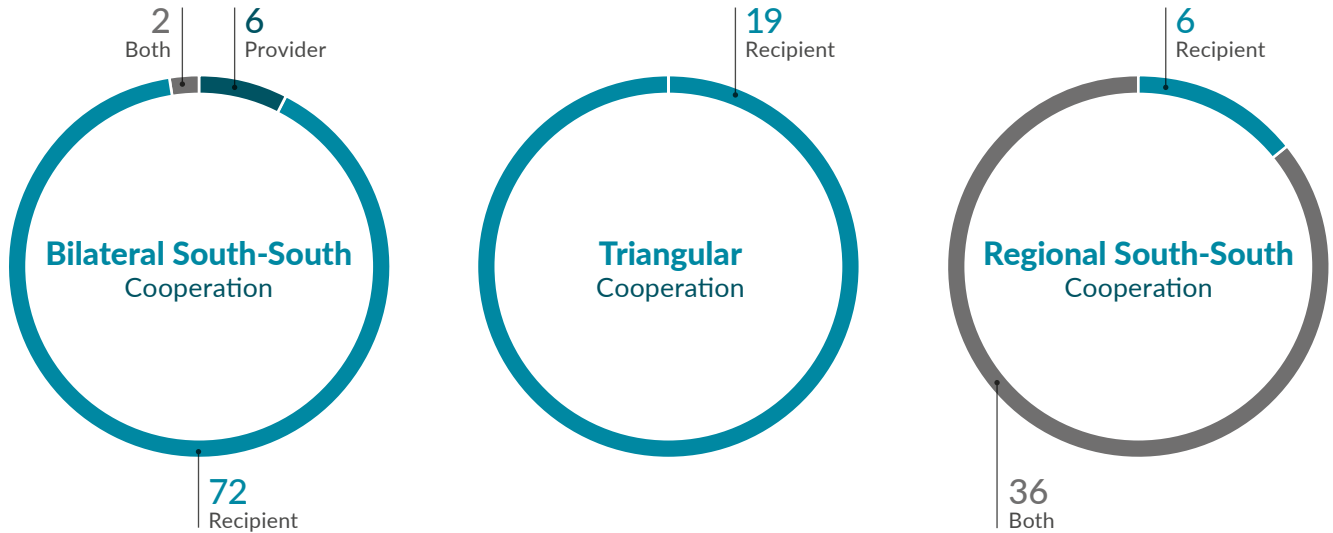 2
Both
6
Provider
Bilateral South-South
Cooperation
72
Recipient
19
Recipient
Triangular
Cooperation
6
Recipient
Regional South-South
Cooperation
36
Both